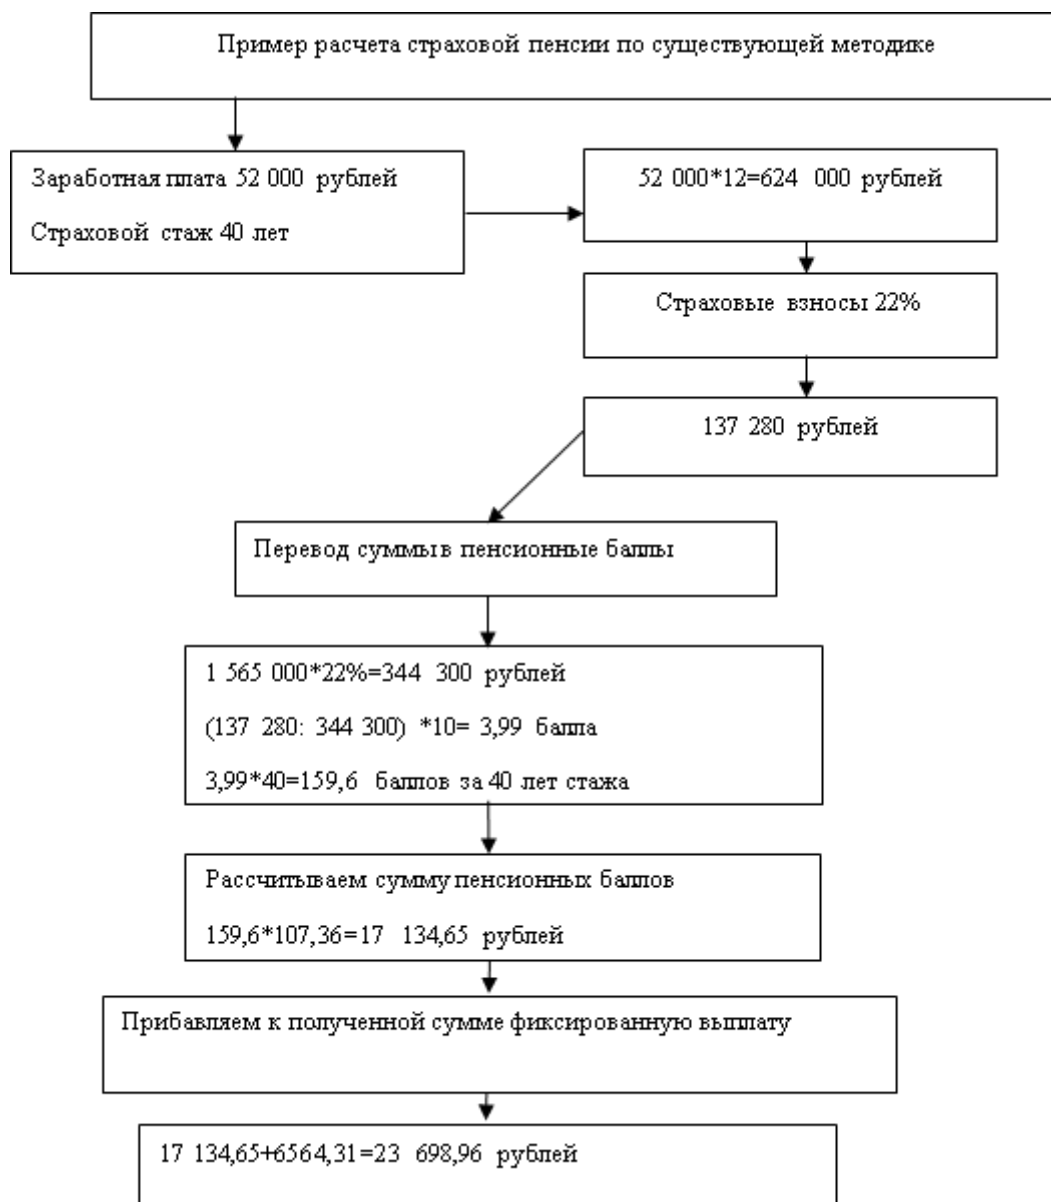 Пример расчета страховой пенсии по существующей методике
Заработная плата 52 000 рублей
Страховой стаж 40 лет
52 000*12=624 000 рублей
Страховые взносы 22%
137 280 рублей
Перевод суммы в пенсионные баллы
1 565 000*22%=344 300 рублей
(137 280: 344 300) *10= 3,99 балла
3,99*40=159,6 баллов за 40 лет стажа
Рассчитываем сумму пенсионных баллов
159,6*107,36=17 134,65 рублей
Прибавляем к полученной сумме фиксированную выплату
17 134,65+6564,31=23 698,96 рублей